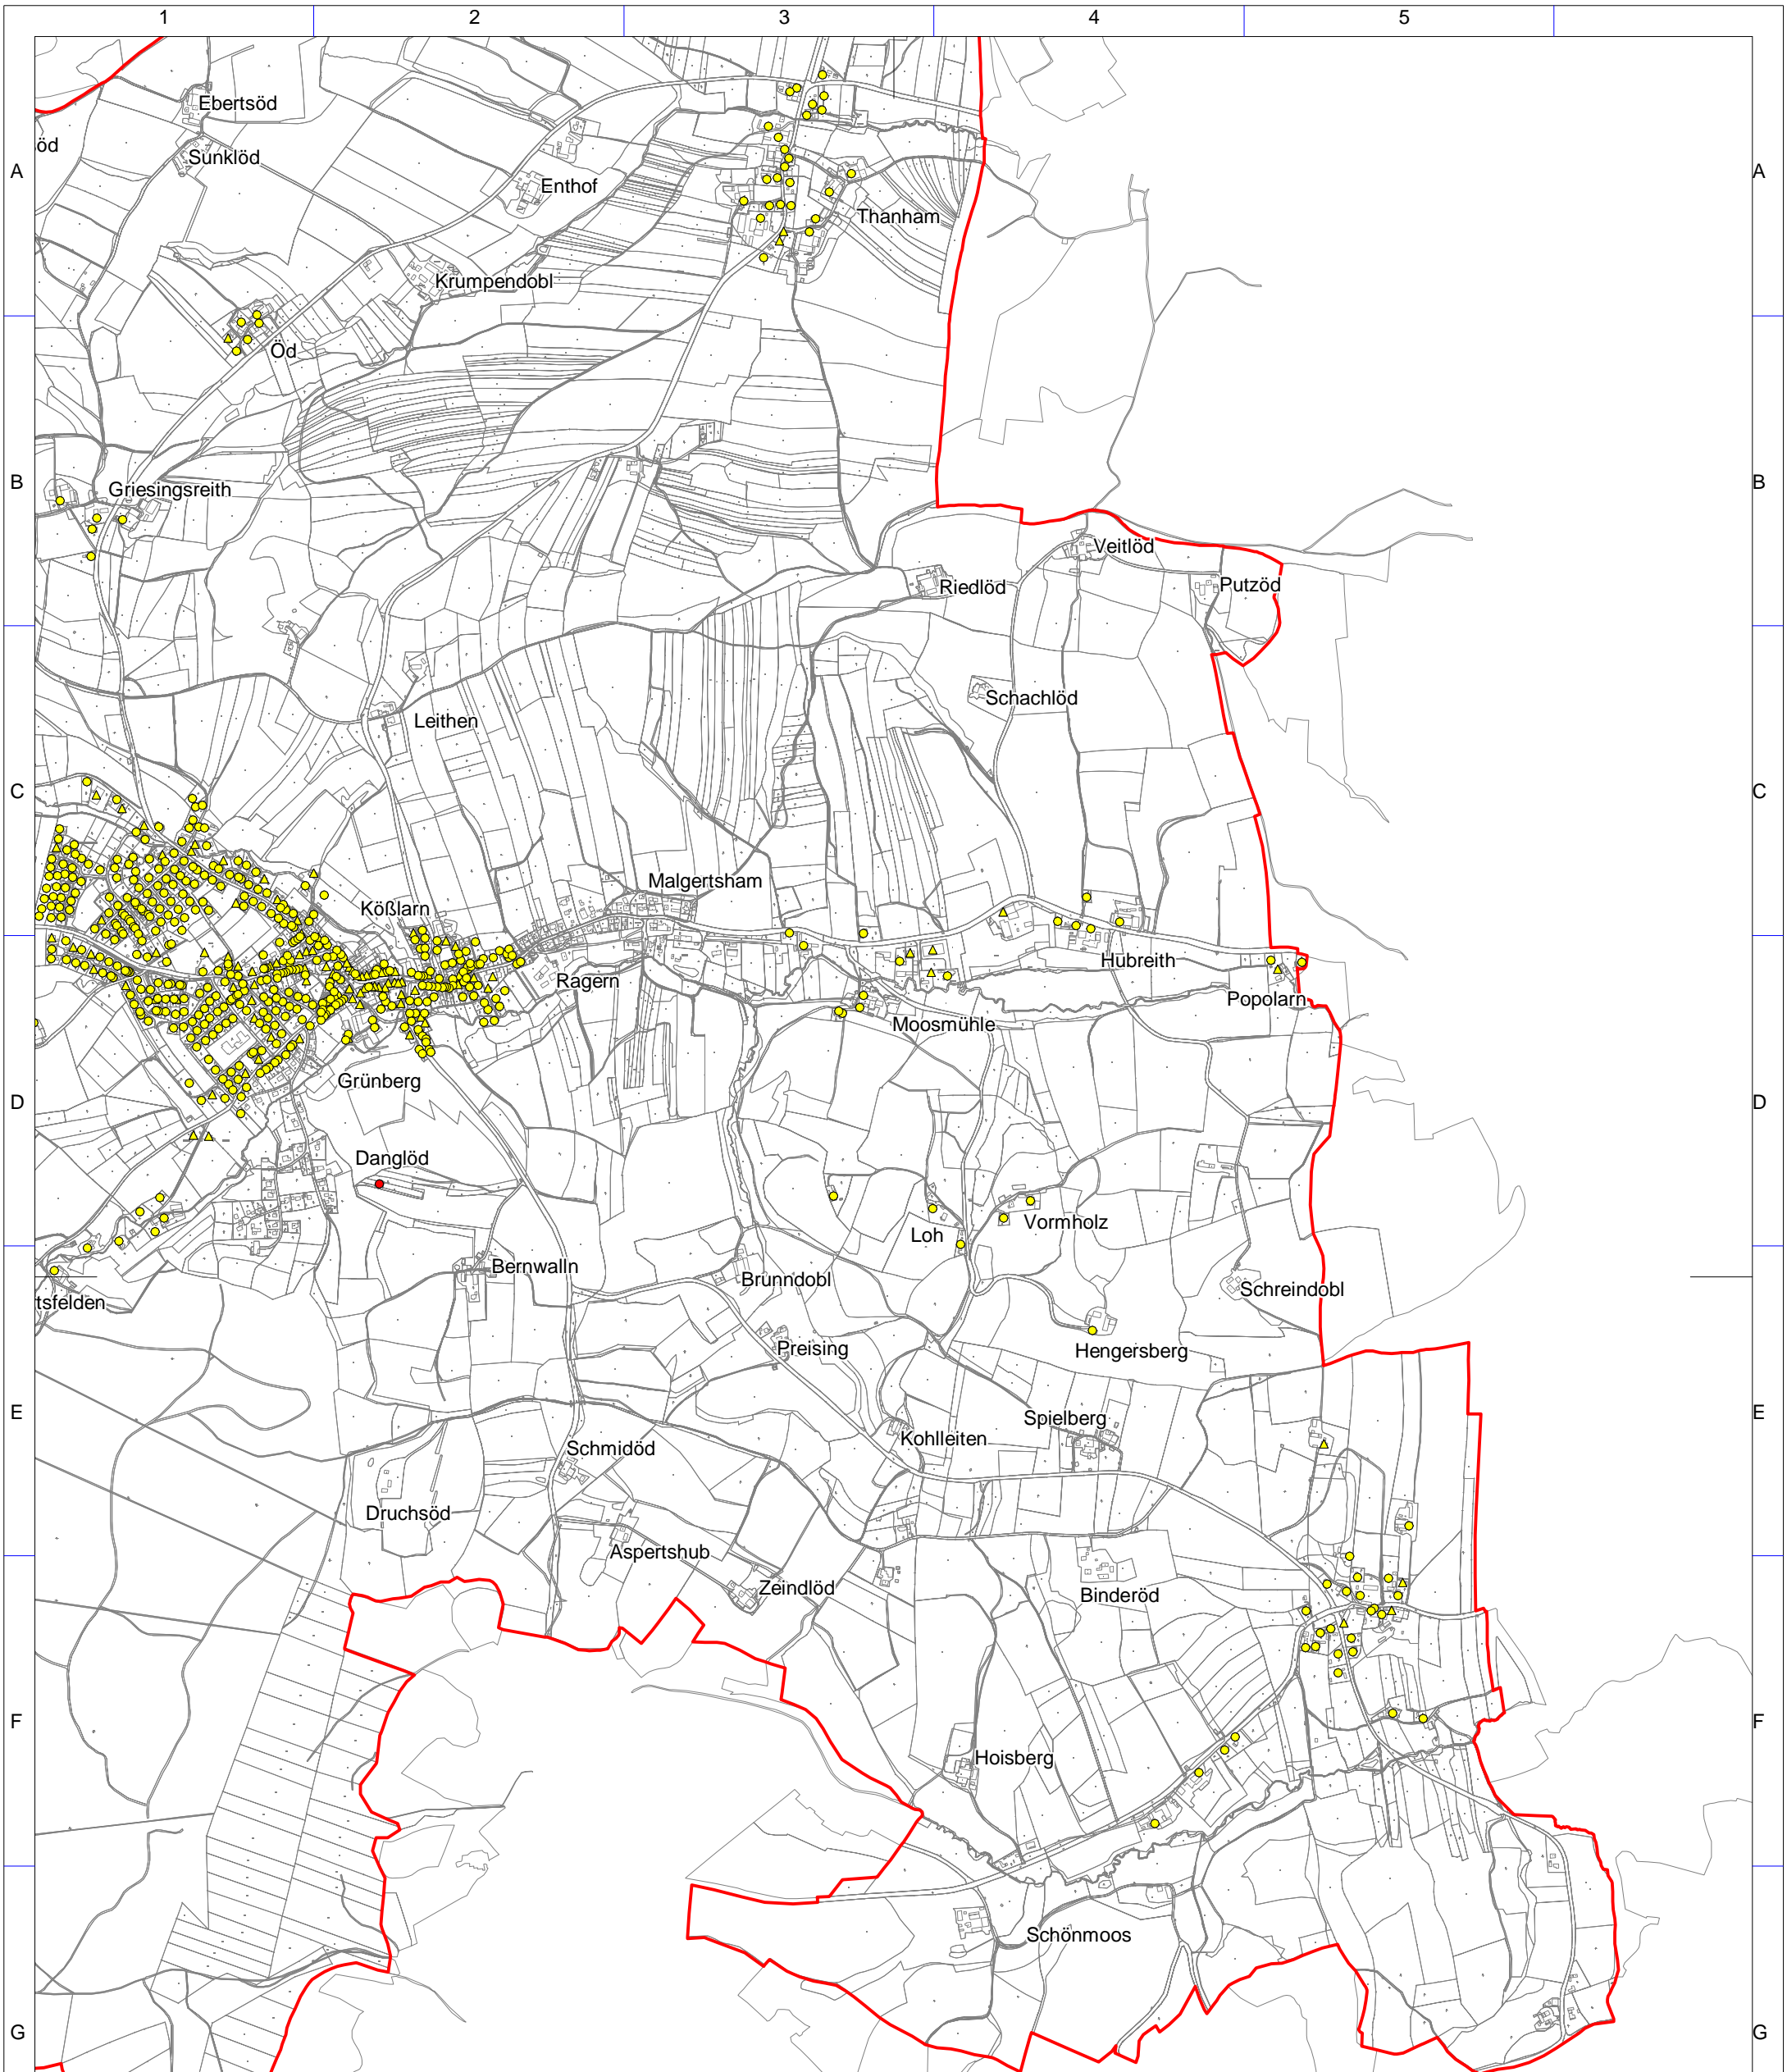 1 2 3 4 5
A
A
B
B
C
C
D
D
E
E
F
F
G
G
Ebertsöd
öd
Sunklöd
Enthof
Thanham
Krumpendobl
Öd
Griesingsreith
Veitlöd
Riedlöd
Putzöd
Schachlöd
Leithen
Malgertsham
Kößlarn
Hubreith
Ragern
Popolarn
Moosmühle
Grünberg
Danglöd
Vormholz
Loh
Bernwalln
Brunndobl
Schreindobl
tsfelden
Preising
Hengersberg
Spielberg
Kohlleiten
Schmidöd
Druchsöd
Aspertshub
Zeindlöd
Binderöd
Hoisberg
Schönmoos